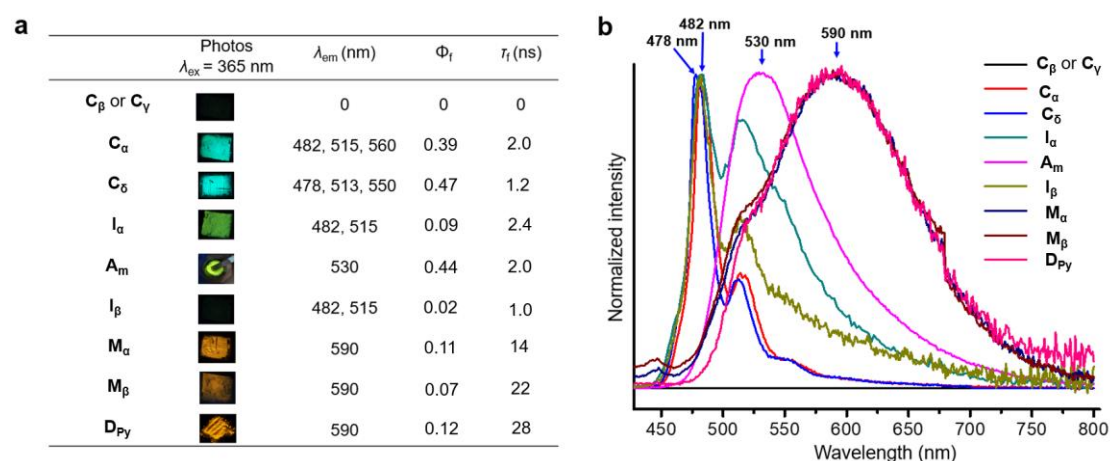 a
Photos
λex = 365 nm λem (nm) Φf τf (ns)
Cβ or CY 0 0 0
Cα 482, 515, 560 0.39 2.0
Cδ 478, 513, 550 0.47 1.2
Iα 482, 515 0.09 2.4
Am 530 0.44 2.0
Iβ 482, 515 0.02 1.0
Mα 590 0.11 14
Mβ 590 0.07 22
DPy 590 0.12 28
b
482 nm
478 nm
530 nm
590 nm
Cβ or CY
Cα
Cδ
Iα
Am
Iβ
Mα
Mβ
DPy
Normalized intensity
450 500 550 600 650 700 750 800
Wavelength (nm)